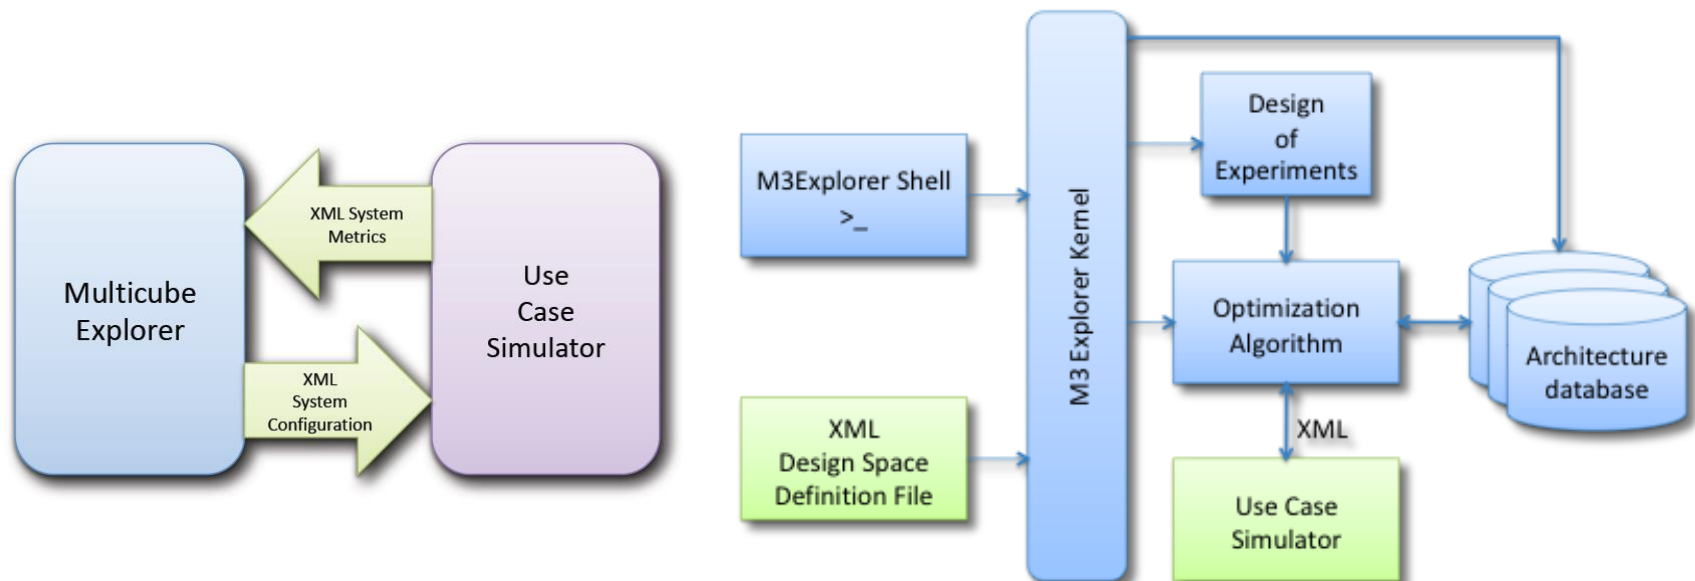 Multicube
Explorer
XML System
Metrics
XML
System
Configuration
Use
Case
Simulator
M3Explorer Shell
>_
XML
Design Space
Definition File
M3 Explorer Kernel
Design
of
Experiments
Optimization
Algorithm
XML
Use Case
Simulator
Architecture
database